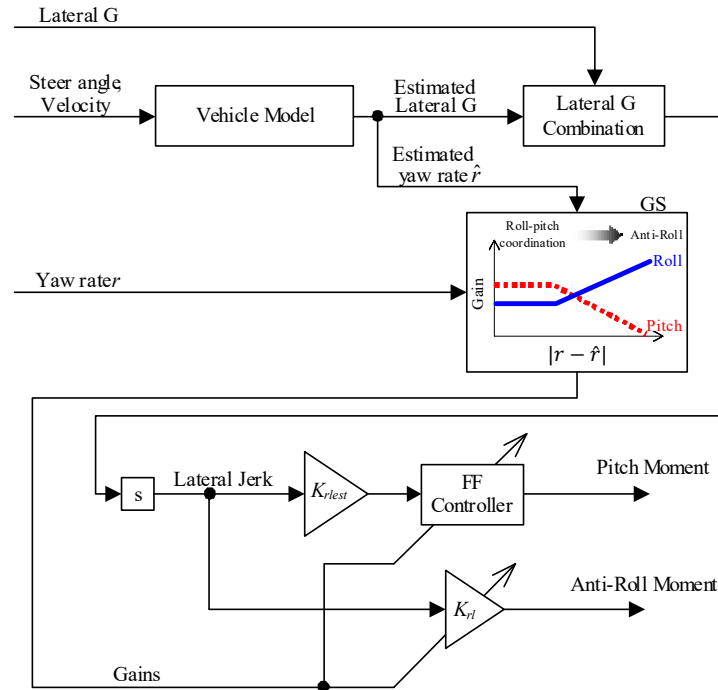 Lateral G
Steer angle,
Velocity
Vehicle Model
Estimated
Lateral G
Lateral G
Combination
Estimated
yaw rate r̂
GS
Roll-pitch
coordination
Anti-Roll
Roll
Gain
Pitch
|r − r̂|
Yaw rate r
s
Lateral Jerk
K_rlest
FF
Controller
Pitch Moment
K_rl
Anti-Roll Moment
Gains